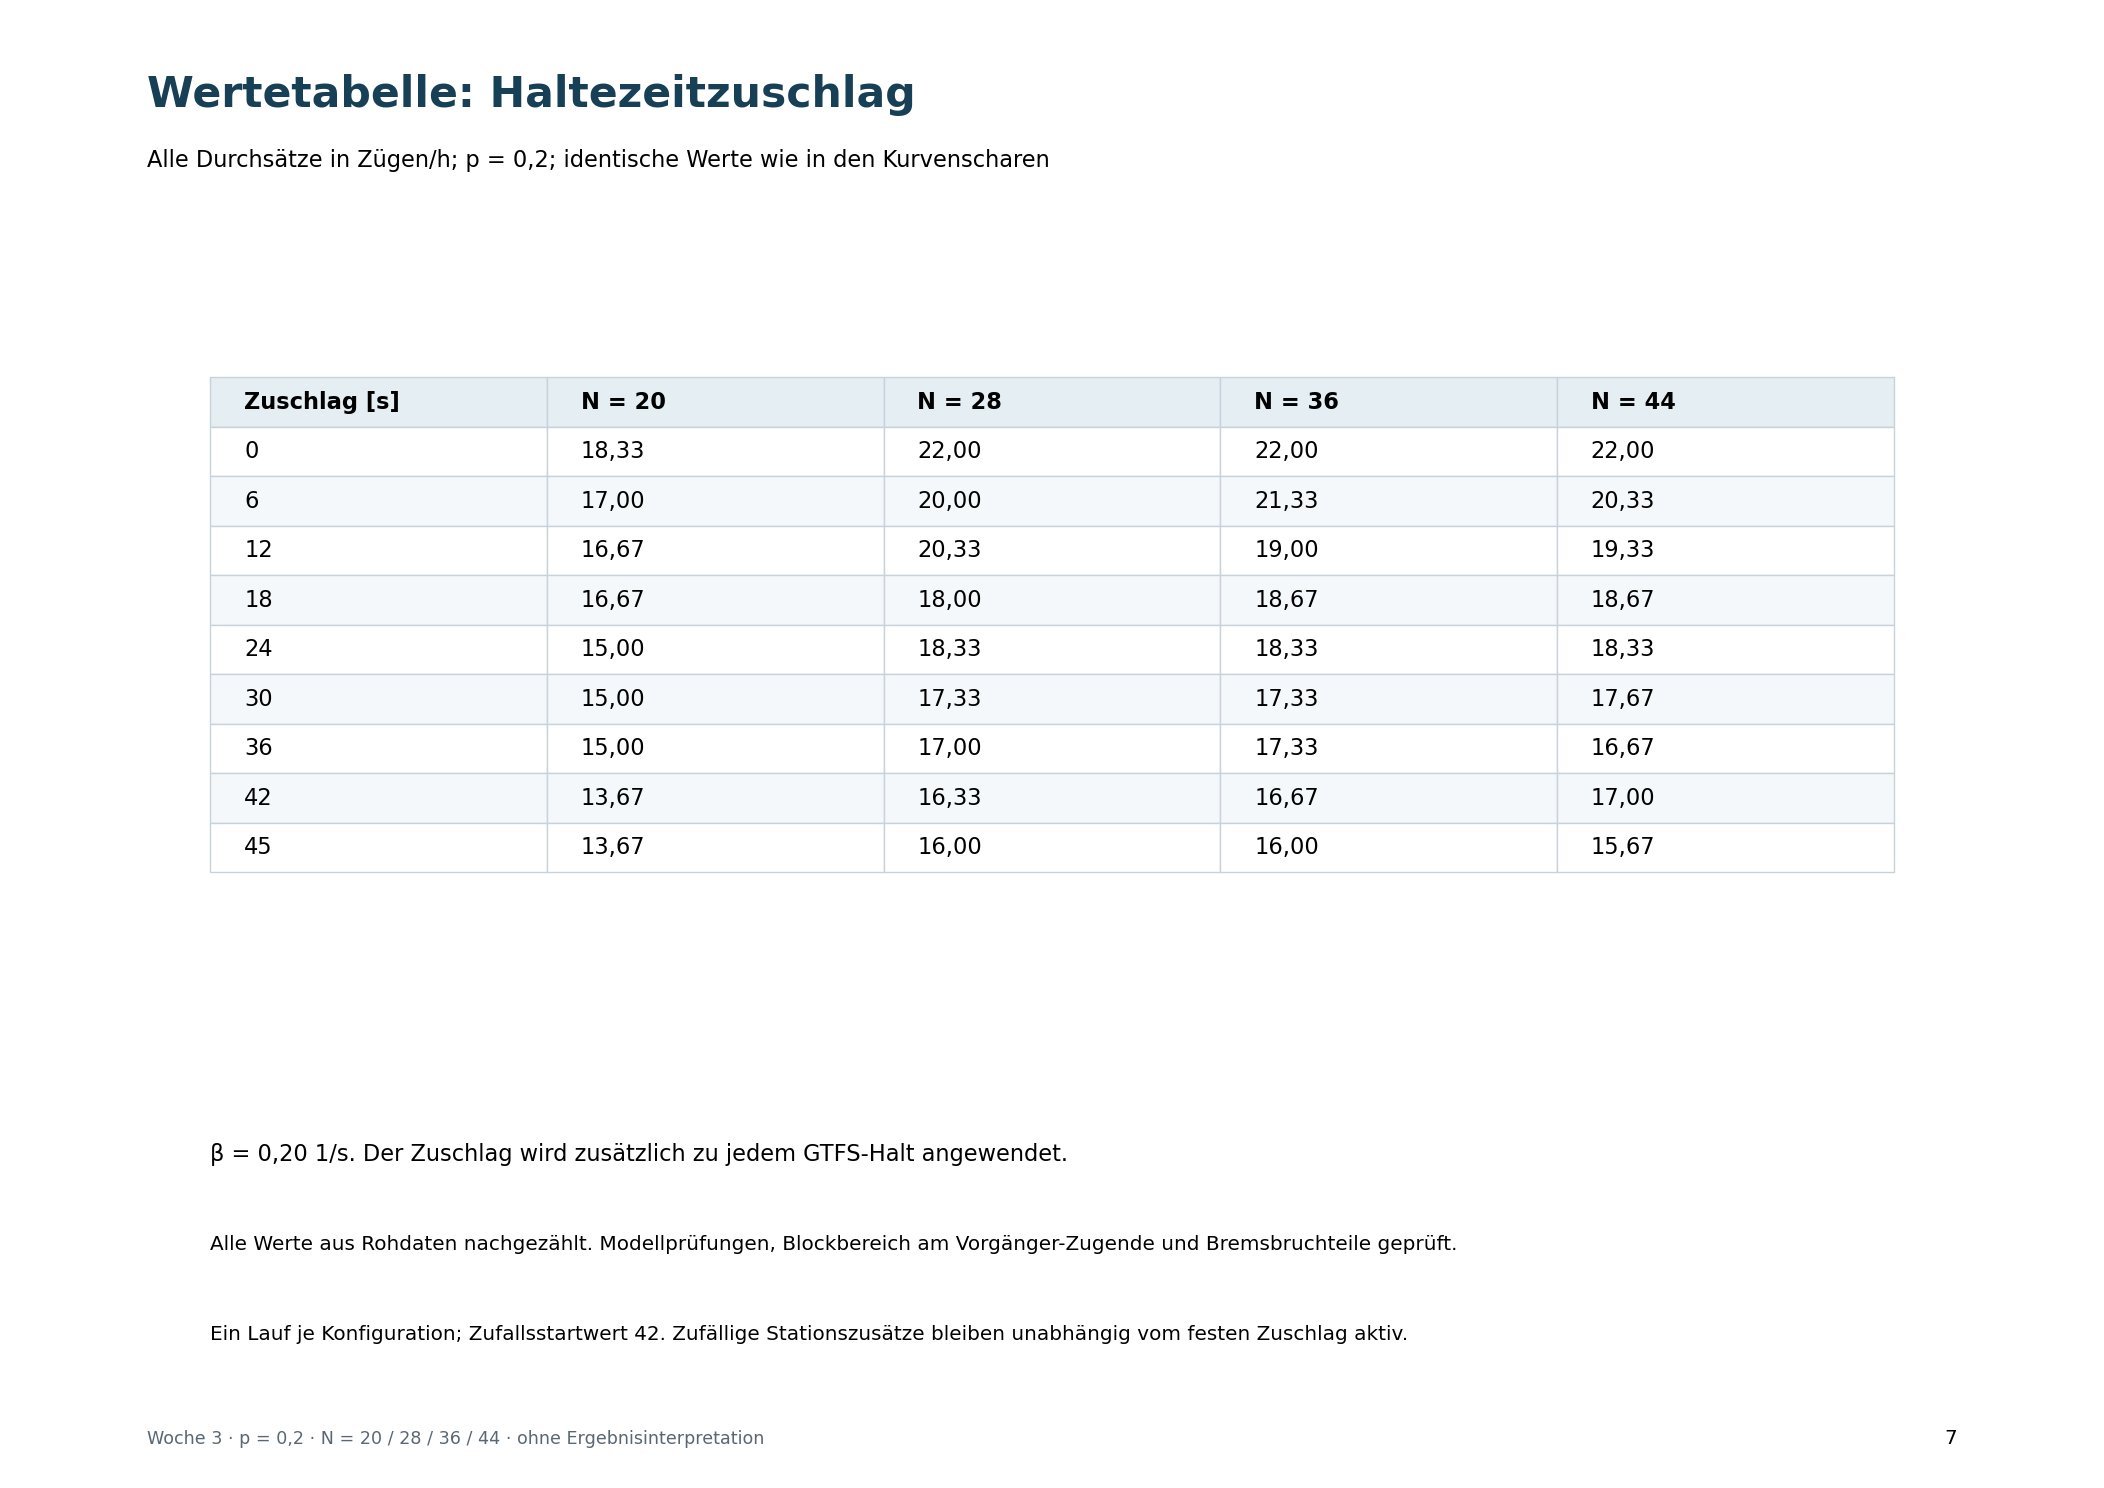 Wertetabelle: Haltezeitzuschlag
Alle Durchsätze in Zügen/h; p = 0,2; identische Werte wie in den Kurvenscharen
Zuschlag [s] N = 20 N = 28 N = 36 N = 44
0 18,33 22,00 22,00 22,00
6 17,00 20,00 21,33 20,33
12 16,67 20,33 19,00 19,33
18 16,67 18,00 18,67 18,67
24 15,00 18,33 18,33 18,33
30 15,00 17,33 17,33 17,67
36 15,00 17,00 17,33 16,67
42 13,67 16,33 16,67 17,00
45 13,67 16,00 16,00 15,67
β = 0,20 1/s. Der Zuschlag wird zusätzlich zu jedem GTFS-Halt angewendet.
Alle Werte aus Rohdaten nachgezählt. Modellprüfungen, Blockbereich am Vorgänger-Zugende und Bremsbruchteile geprüft.
Ein Lauf je Konfiguration; Zufallsstartwert 42. Zufällige Stationszusätze bleiben unabhängig vom festen Zuschlag aktiv.
Woche 3 · p = 0,2 · N = 20 / 28 / 36 / 44 · ohne Ergebnisinterpretation 7